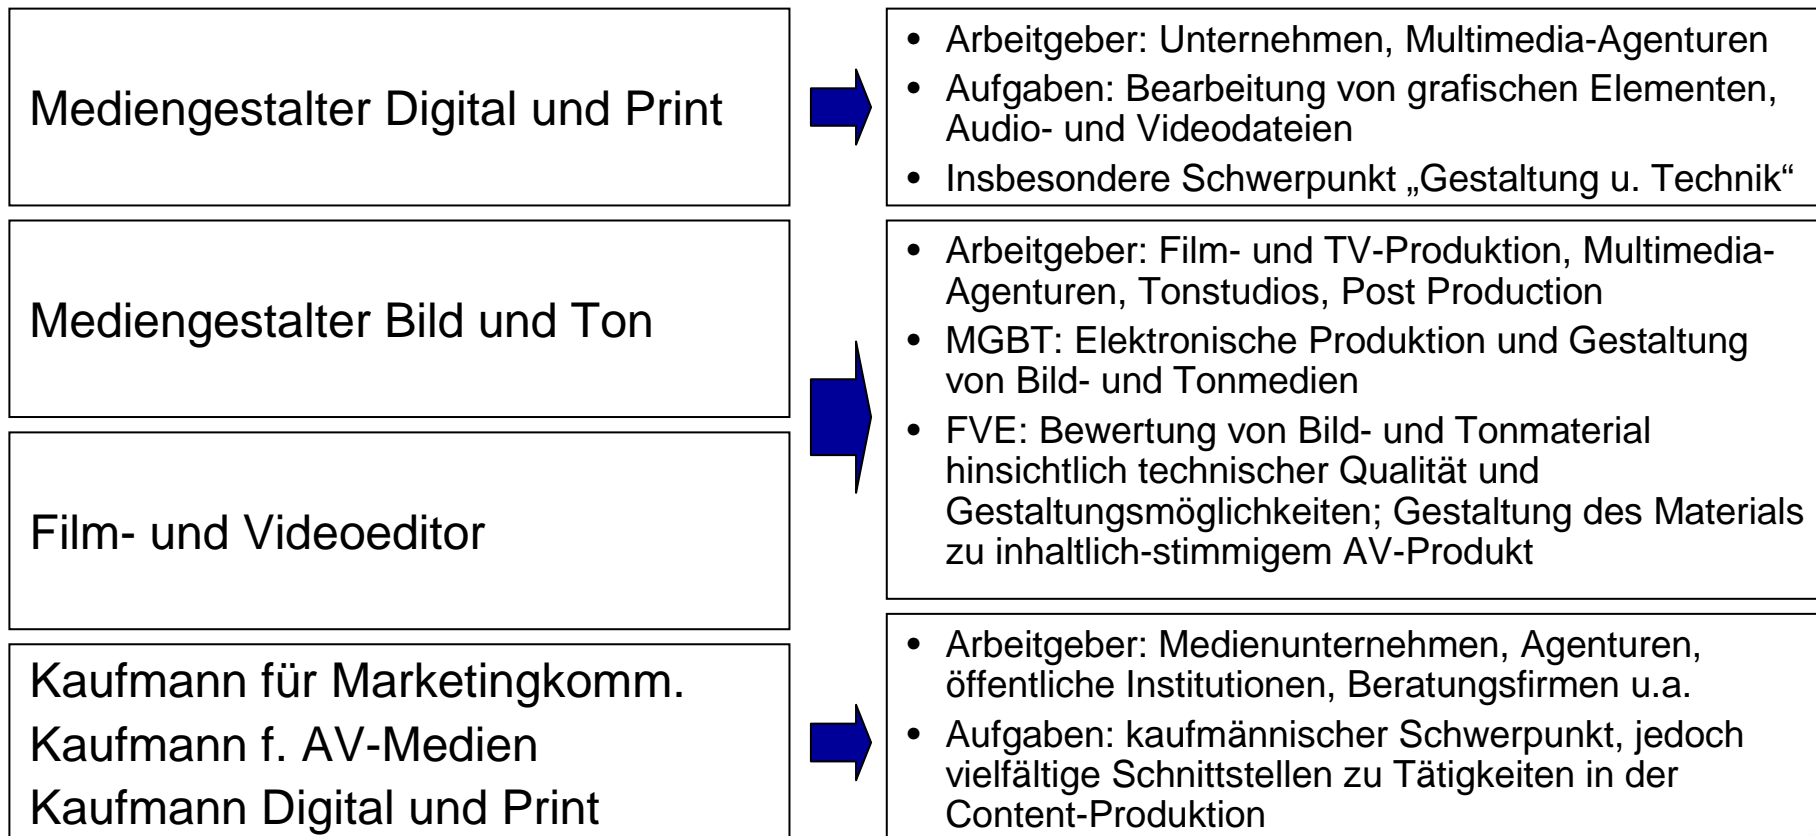 Mediengestalter Digital und Print
• Arbeitgeber: Unternehmen, Multimedia-Agenturen
• Aufgaben: Bearbeitung von grafischen Elementen,
Audio- und Videodateien
• Insbesondere Schwerpunkt „Gestaltung u. Technik“
Mediengestalter Bild und Ton
Film- und Videoeditor
• Arbeitgeber: Film- und TV-Produktion, Multimedia-
Agenturen, Tonstudios, Post Production
• MGBT: Elektronische Produktion und Gestaltung
von Bild- und Tonmedien
• FVE: Bewertung von Bild- und Tonmaterial
hinsichtlich technischer Qualität und
Gestaltungsmöglichkeiten; Gestaltung des Materials
zu inhaltlich-stimmigem AV-Produkt
Kaufmann für Marketingkomm.
Kaufmann f. AV-Medien
Kaufmann Digital und Print
• Arbeitgeber: Medienunternehmen, Agenturen,
öffentliche Institutionen, Beratungsfirmen u.a.
• Aufgaben: kaufmännischer Schwerpunkt, jedoch
vielfältige Schnittstellen zu Tätigkeiten in der
Content-Produktion